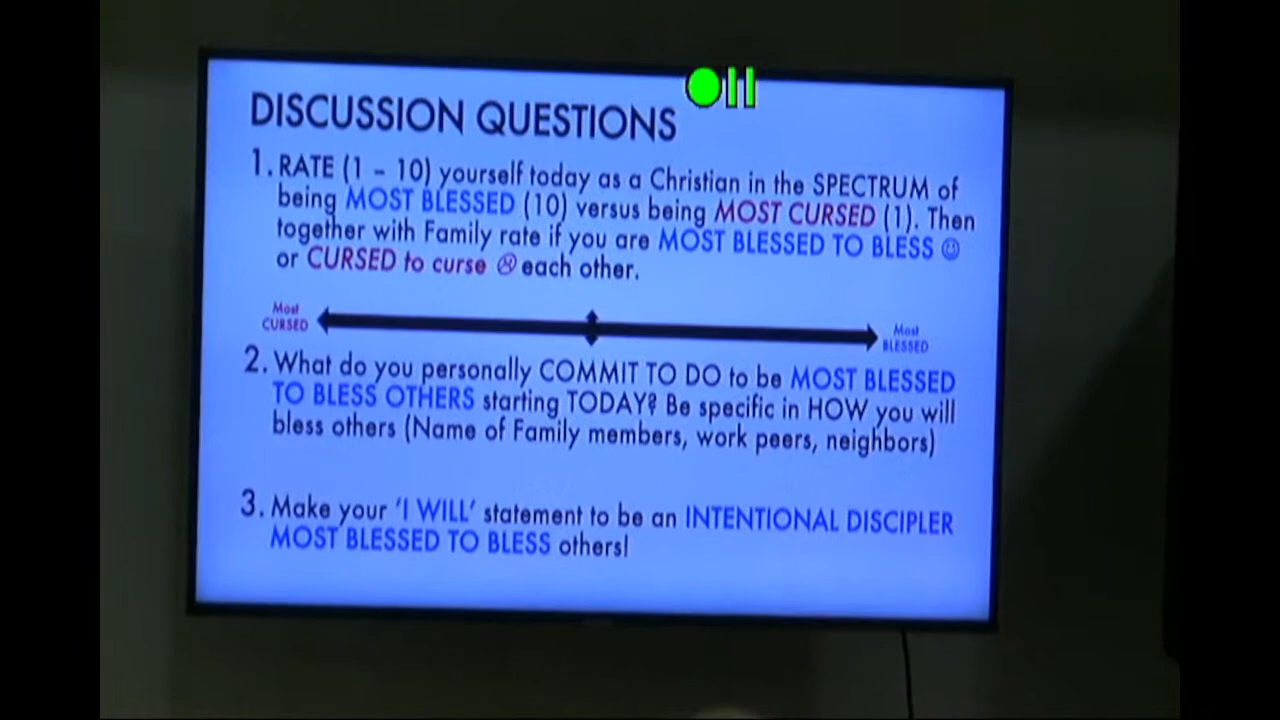 DISCUSSION QUESTIONS
1. RATE (1 – 10) yourself today as a Christian in the SPECTRUM of
being MOST BLESSED (10) versus being MOST CURSED (1). Then
together with Family rate if you are MOST BLESSED TO BLESS ☺
or CURSED to curse ☹ each other.
Most
CURSED
Most
BLESSED
2. What do you personally COMMIT TO DO to be MOST BLESSED
TO BLESS OTHERS starting TODAY? Be specific in HOW you will
bless others (Name of Family members, work peers, neighbors)
3. Make your ‘I WILL’ statement to be an INTENTIONAL DISCIPLER
MOST BLESSED TO BLESS others!